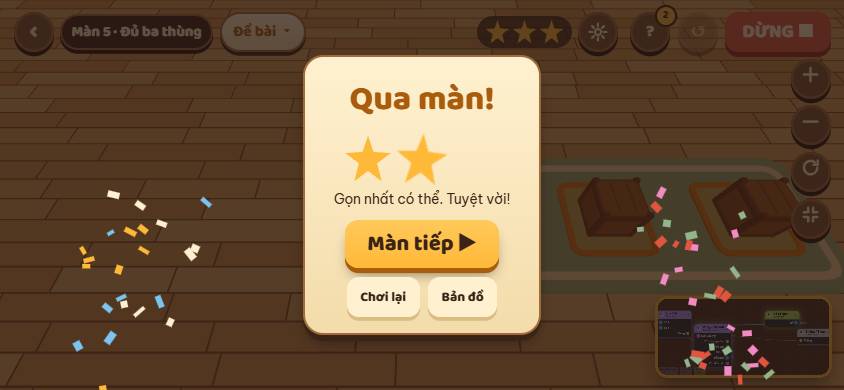 Màn 5 · Đủ ba thùng
Đề bài
2
?
DỪNG
Qua màn!
Gọn nhất có thể. Tuyệt vời!
Màn tiếp
Chơi lại
Bản đồ